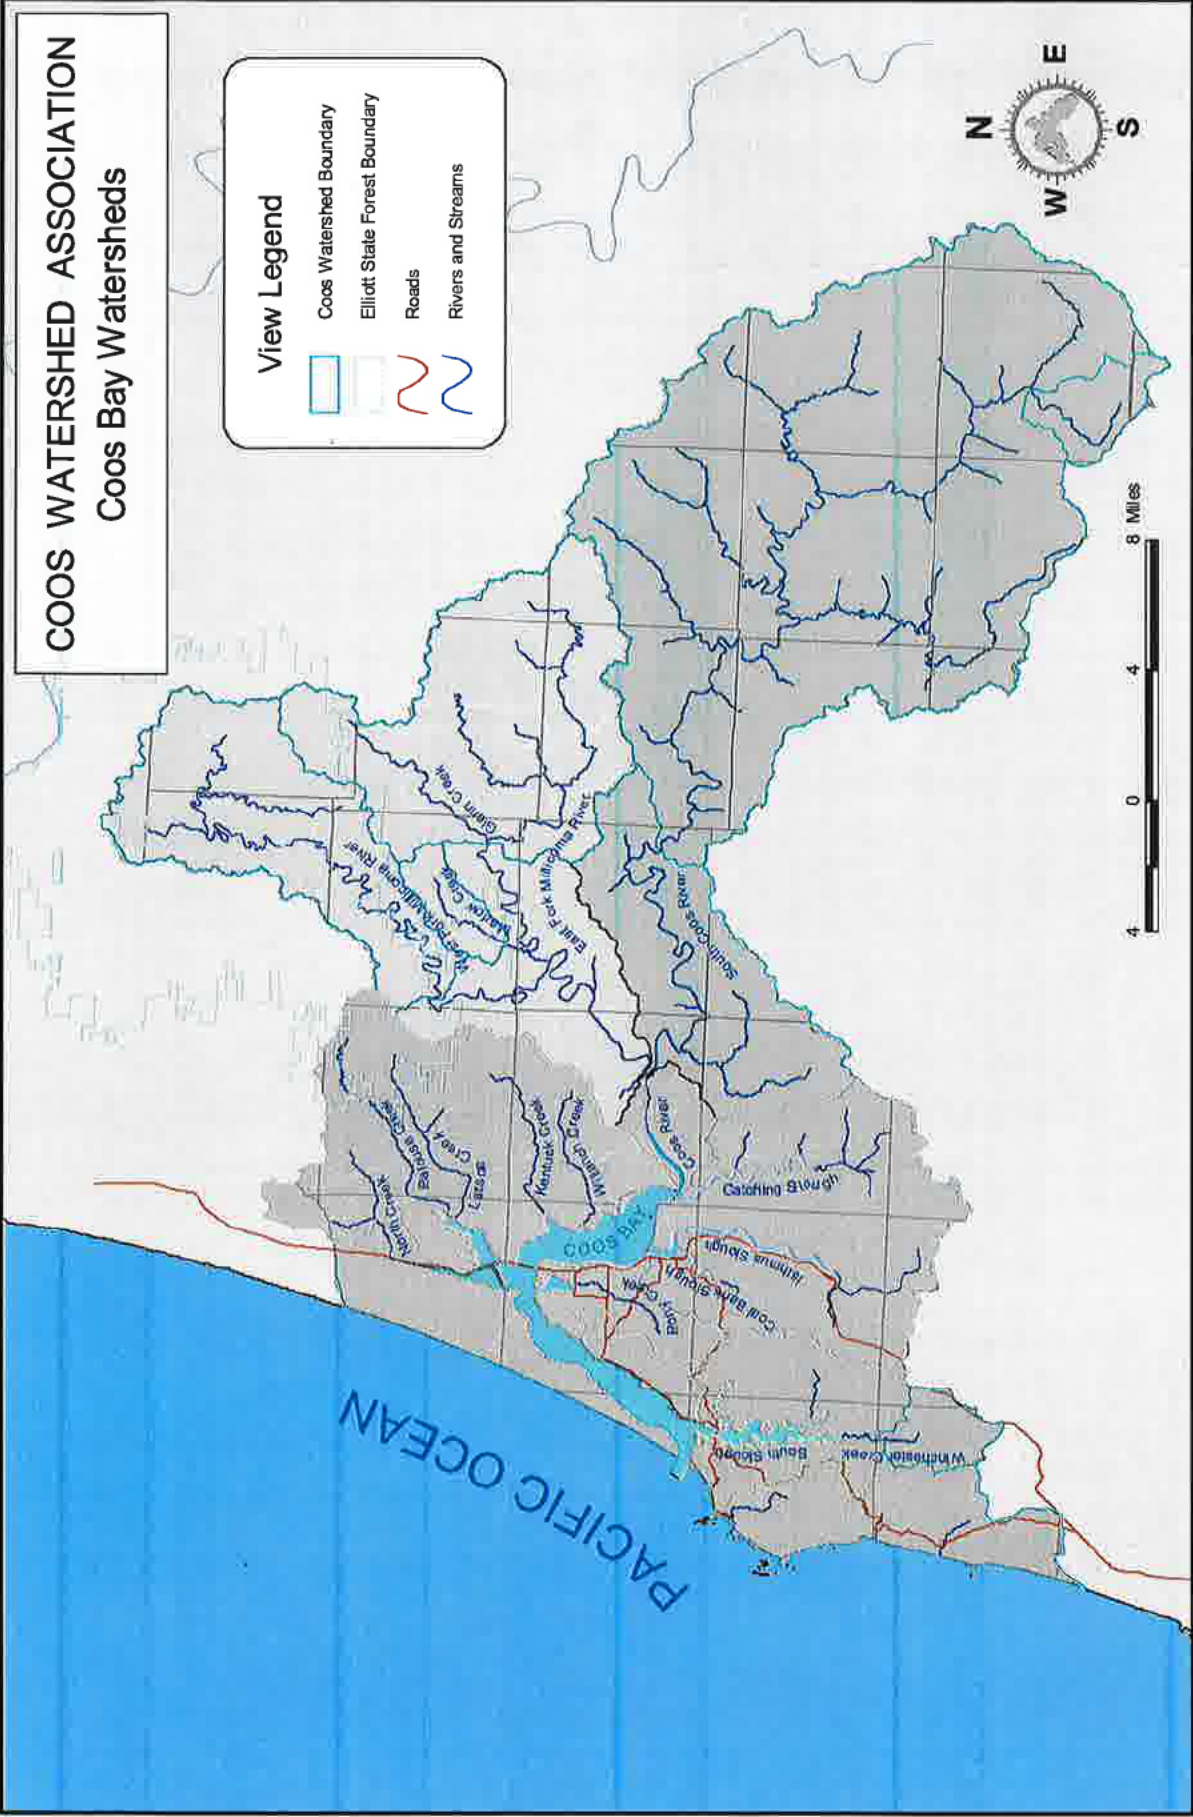 COOS WATERSHED ASSOCIATION
Coos Bay Watersheds
View Legend
Coos Watershed Boundary
Elliott State Forest Boundary
Roads
Rivers and Streams
N
W
E
S
PACIFIC OCEAN
North Creek
Palouse Creek
Larson Creek
Kentuck Creek
Willanch Creek
COOS BAY
Coos River
Catching Slough
Isthmus Slough
Coal Bank Slough
Pony Creek
South Slough
Winchester Creek
West Fork Millicoma River
Marlow Creek
Glenn Creek
East Fork Millicoma River
South Coos River
4 0 4 8 Miles